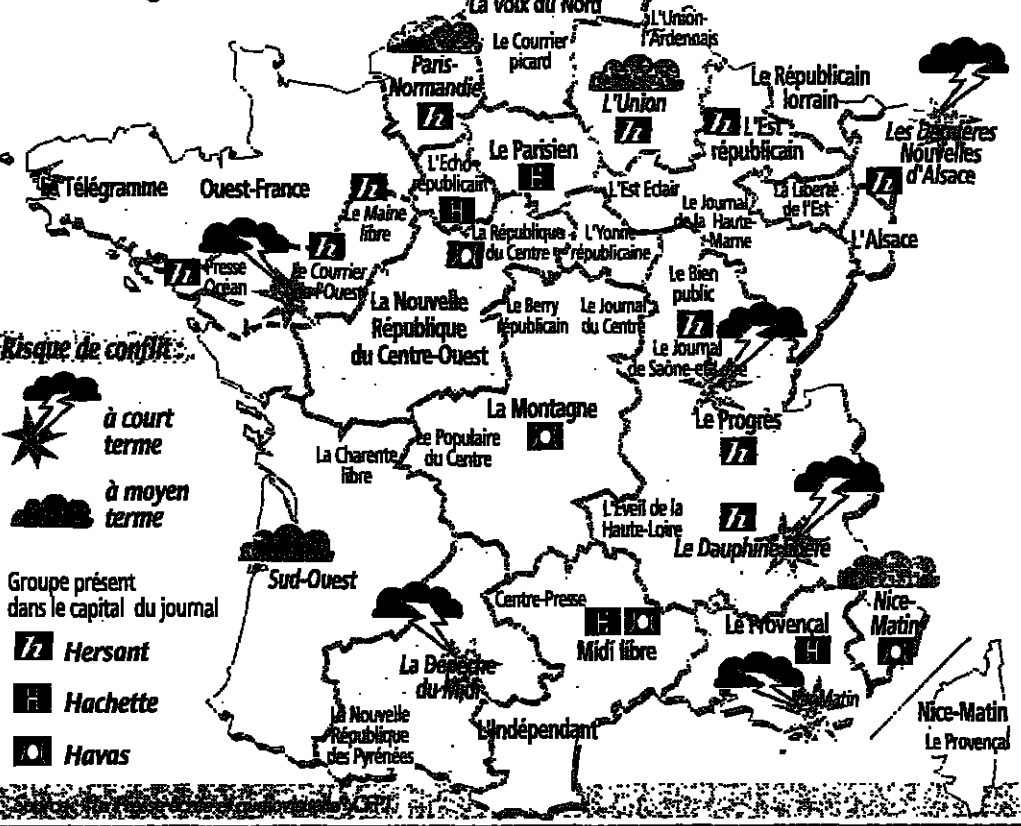 La Voix du Nord
L'Union-
Ardennais
Le Courrier
picard
Paris-
Normandie
L'Union
Le Républicain
lorrain
L'Est
républicain
Les Dernières
Nouvelles
d'Alsace
Le Parisien
L'Echo
républicain
Le Télégramme
Ouest-France
Le Maine
libre
L'Est Eclair
Le Journal
de la Haute-
Marne
La Liberté
de l'Est
L'Alsace
La République
du Centre
L'Yonne
républicaine
Presse
Océan
Le Courrier
de l'Ouest
La Nouvelle
République
du Centre-Ouest
Le Berry
républicain
Le Journal
du Centre
Le Bien
public
Le Journal
de Saône-et-Loire
Risque de conflit :
à court
terme
à moyen
terme
La Montagne
Le Progrès
La Charente
libre
Le Populaire
du Centre
L'Eveil de la
Haute-Loire
Le Dauphiné libéré
Sud-Ouest
Groupe présent
dans le capital du journal
h Hersant
H Hachette
Havas
Centre-Presse
Midi libre
Le Provençal
Nice-
Matin
La Dépêche
du Midi
Matin
La Nouvelle
République
des Pyrénées
L'Indépendant
Nice-Matin
Le Provençal